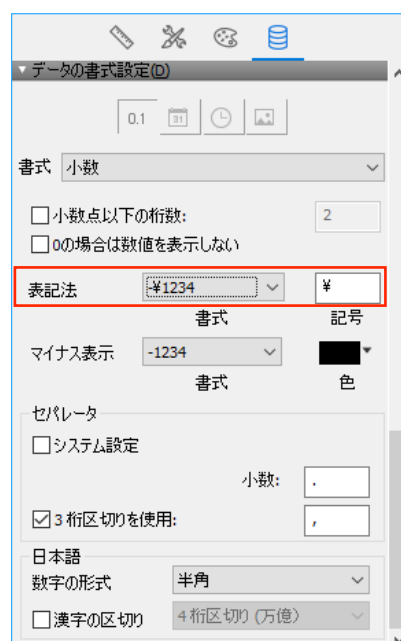 ▼ データの書式設定(D)
0.1 31
書式 小数
小数点以下の桁数: 2
0の場合は数値を表示しない
表記法 -¥1234 ¥
書式 記号
マイナス表示 -1234
書式 色
セパレータ
システム設定
小数: .
3 桁区切りを使用: ,
日本語
数字の形式 半角
漢字の区切り 4 桁区切り (万億)